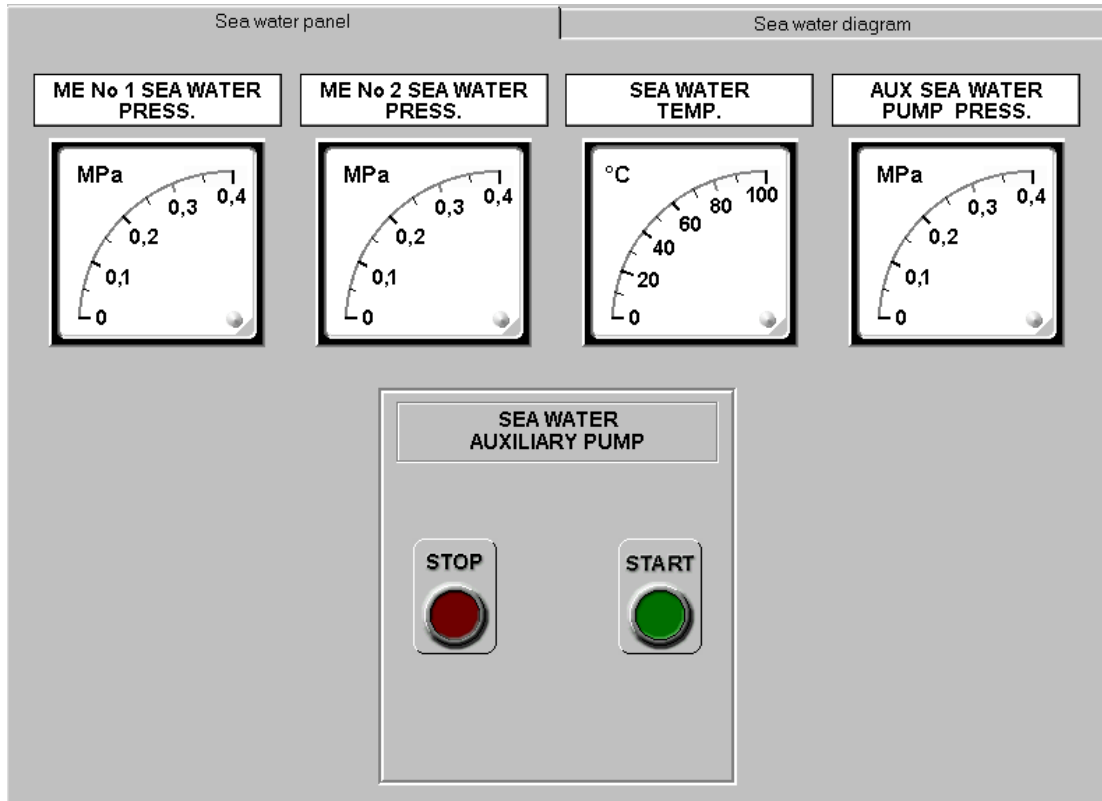 Sea water panel
Sea water diagram
ME No 1 SEA WATER
PRESS.
ME No 2 SEA WATER
PRESS.
SEA WATER
TEMP.
AUX SEA WATER
PUMP PRESS.
MPa
0,4
0,3
0,2
0,1
0
MPa
0,4
0,3
0,2
0,1
0
°C
100
80
60
40
20
0
MPa
0,4
0,3
0,2
0,1
0
SEA WATER
AUXILIARY PUMP
STOP
START